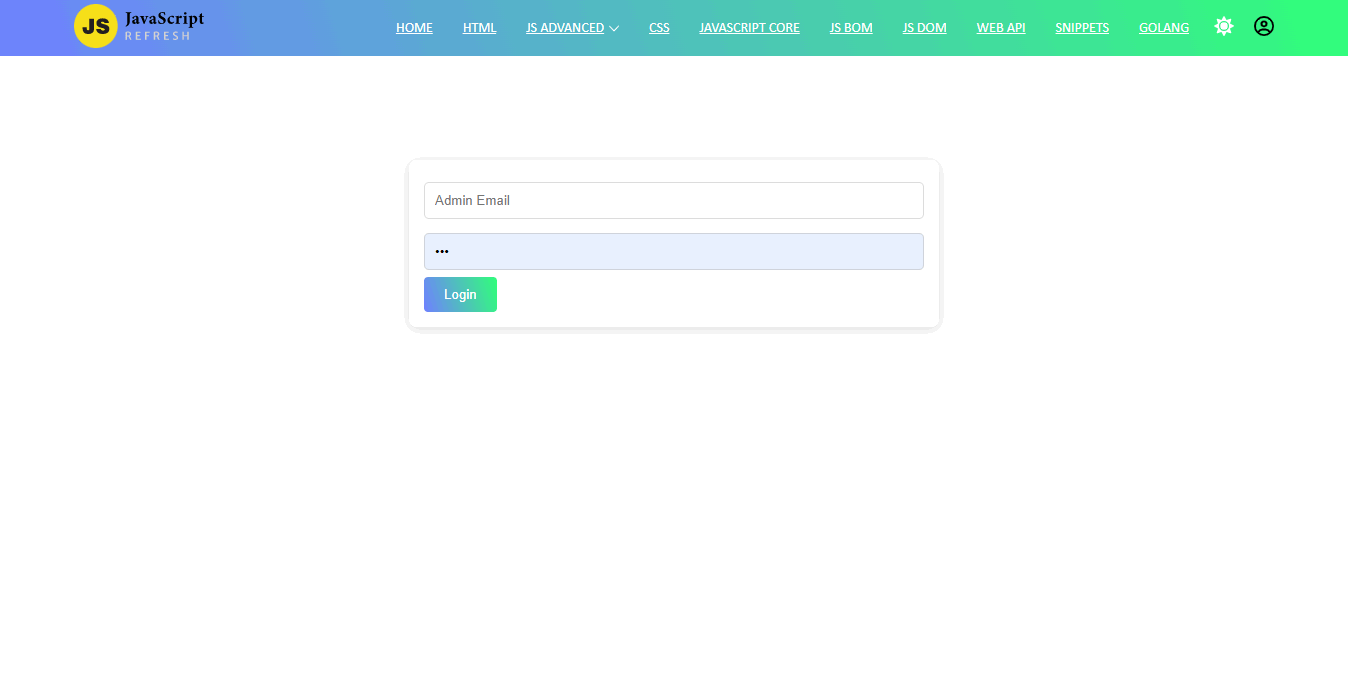 JS JavaScript
REFRESH
HOME HTML JS ADVANCED CSS JAVASCRIPT CORE JS BOM JS DOM WEB API SNIPPETS GOLANG
Admin Email
•••
Login